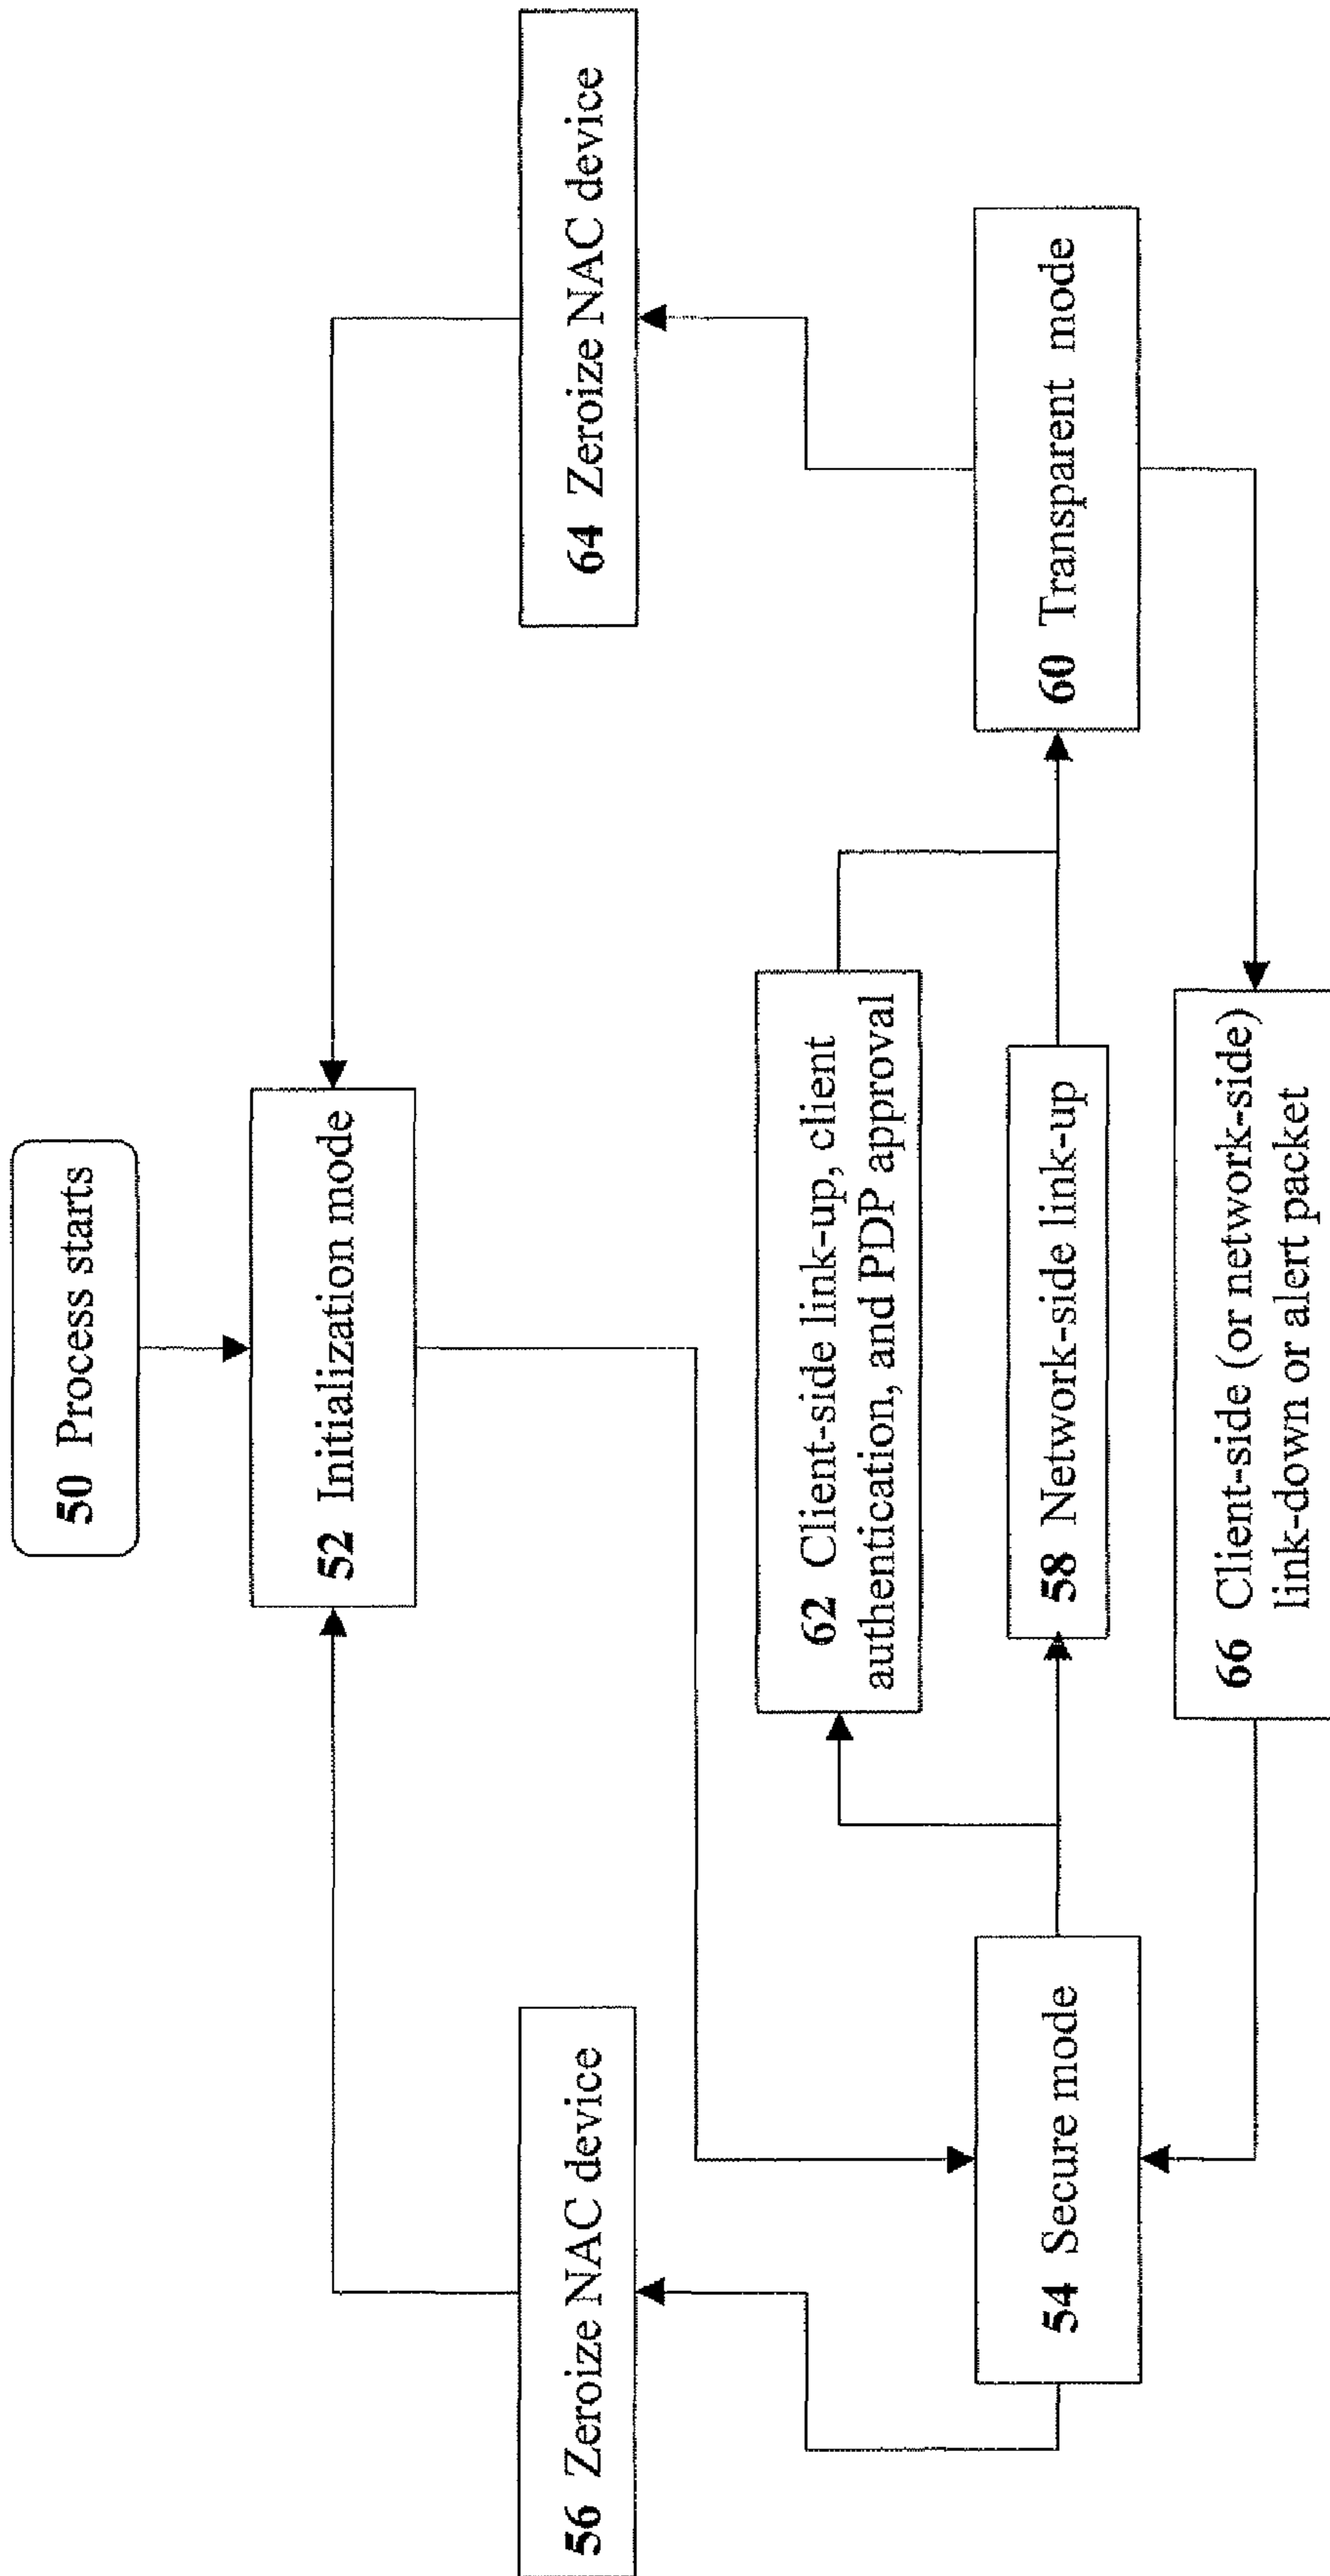 50 Process starts
52 Initialization mode
56 Zeroize NAC device
64 Zeroize NAC device
62 Client-side link-up, client
authentication, and PDP approval
54 Secure mode
58 Network-side link-up
60 Transparent mode
66 Client-side (or network-side)
link-down or alert packet